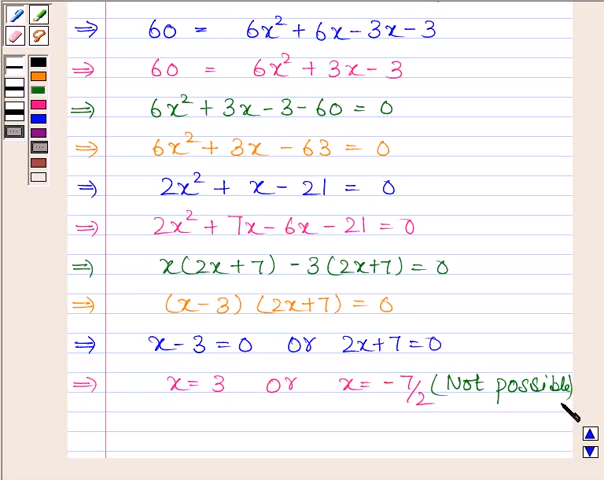 ⇒ 60 = 6x² + 6x - 3x - 3
⇒ 60 = 6x² + 3x - 3
⇒ 6x² + 3x - 3 - 60 = 0
⇒ 6x² + 3x - 63 = 0
⇒ 2x² + x - 21 = 0
⇒ 2x² + 7x - 6x - 21 = 0
⇒ x(2x+7) - 3(2x+7) = 0
⇒ (x-3) (2x+7) = 0
⇒ x - 3 = 0 or 2x+7 = 0
⇒ x = 3 or x = -7/2 (Not possible)